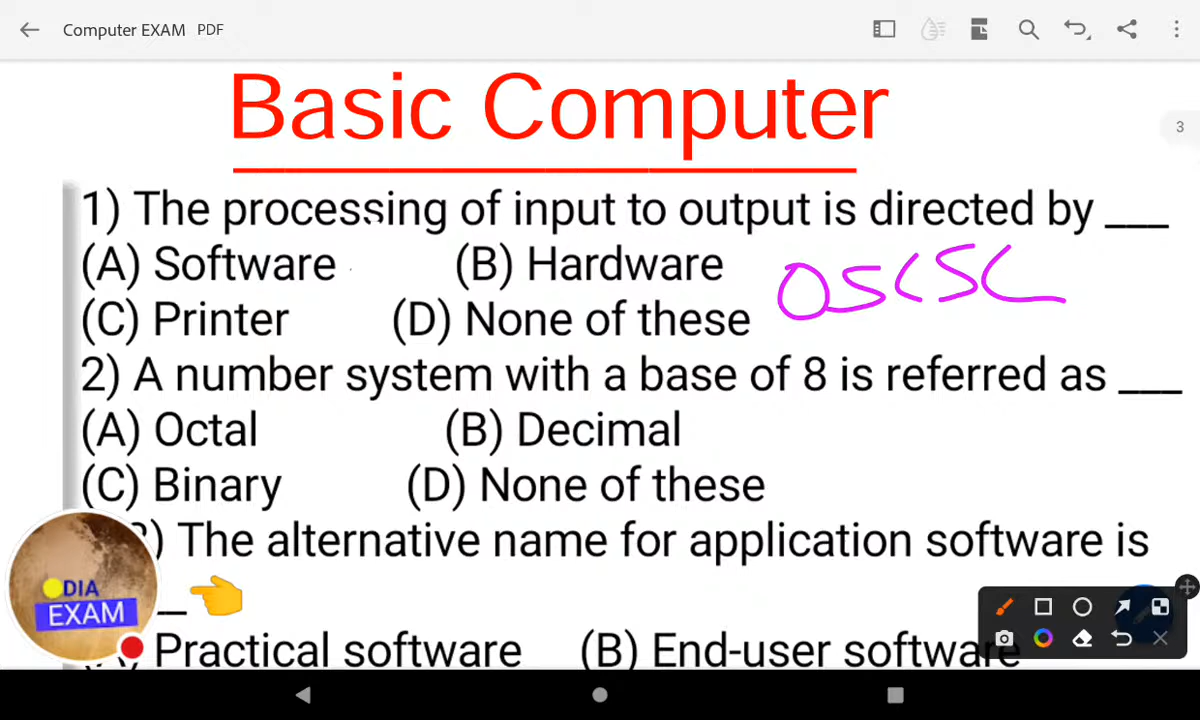 Computer EXAM PDF
Basic Computer
3
1) The processing of input to output is directed by ___
(A) Software (B) Hardware
(C) Printer (D) None of these
OSCSC
2) A number system with a base of 8 is referred as ___
(A) Octal (B) Decimal
(C) Binary (D) None of these
) The alternative name for application software is
_ 👈
Practical software (B) End-user software
ODIA
EXAM